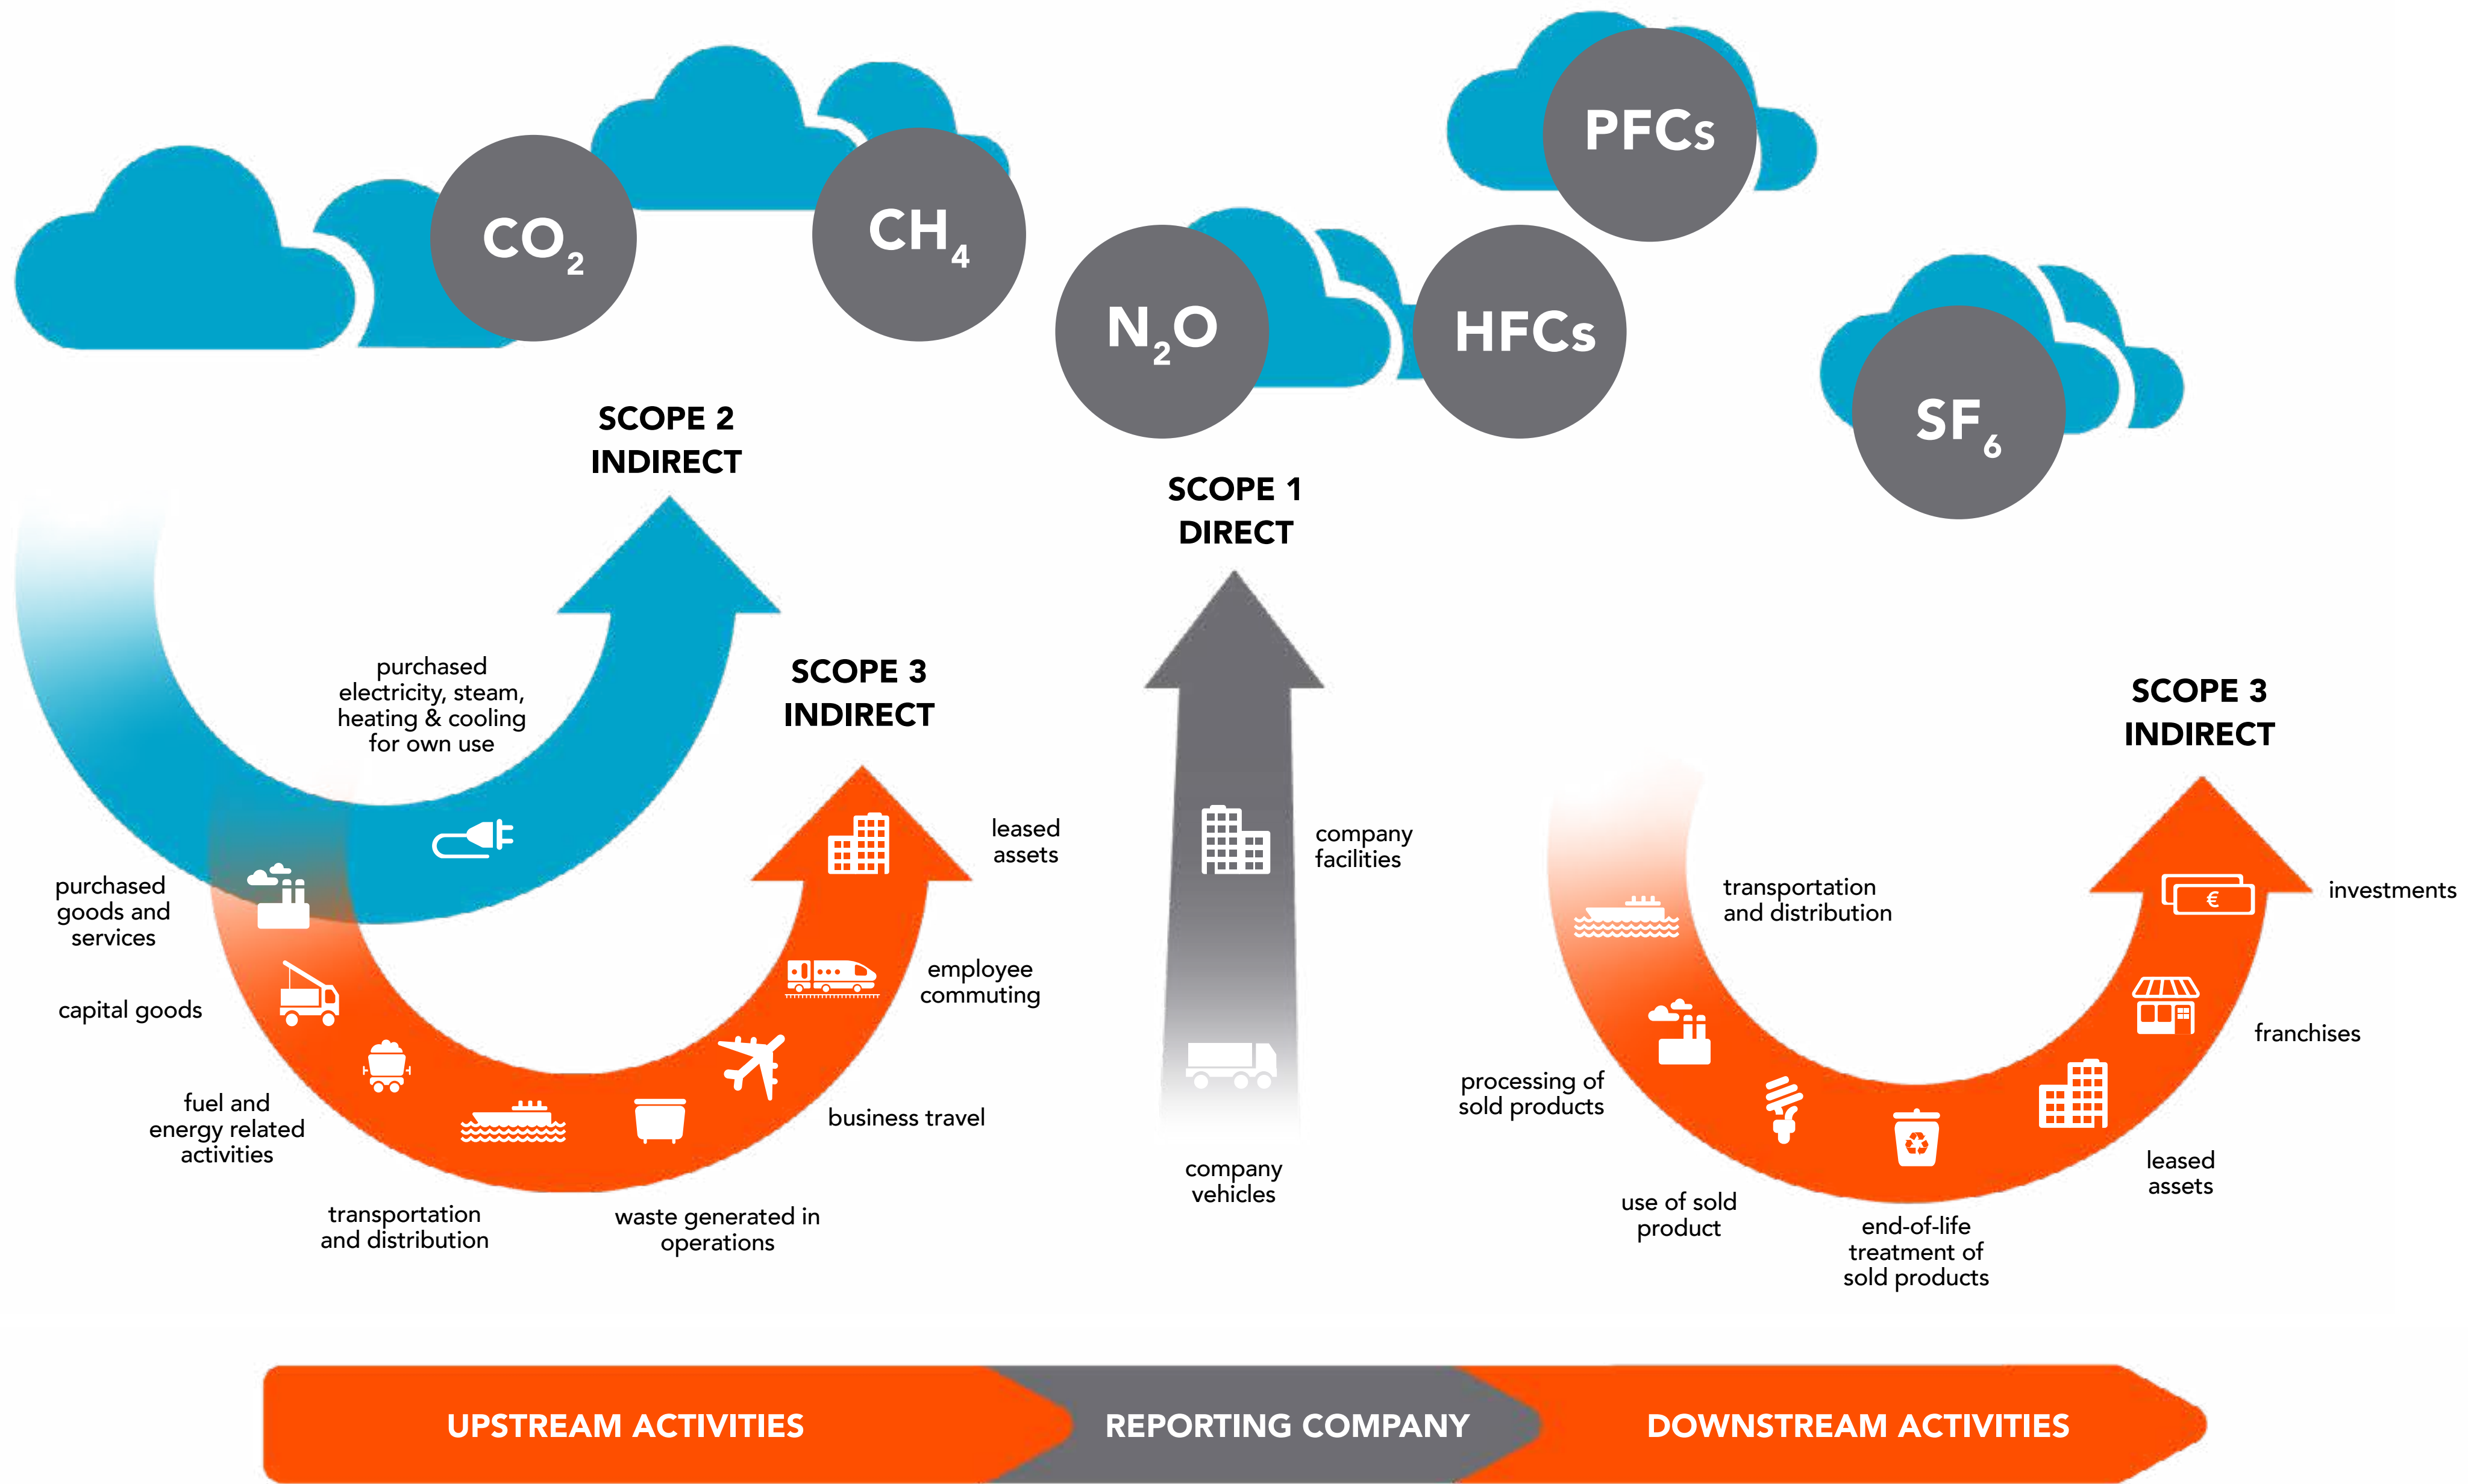 PFCs
CO2
CH4
N2O
HFCs
SF6
SCOPE 2
INDIRECT
SCOPE 1
DIRECT
purchased
electricity, steam,
heating & cooling
for own use
SCOPE 3
INDIRECT
SCOPE 3
INDIRECT
purchased
goods and
services
capital goods
fuel and
energy related
activities
transportation
and distribution
waste generated in
operations
business travel
employee
commuting
leased
assets
company
facilities
company
vehicles
transportation
and distribution
processing of
sold products
use of sold
product
end-of-life
treatment of
sold products
leased
assets
franchises
investments
€
UPSTREAM ACTIVITIES
REPORTING COMPANY
DOWNSTREAM ACTIVITIES